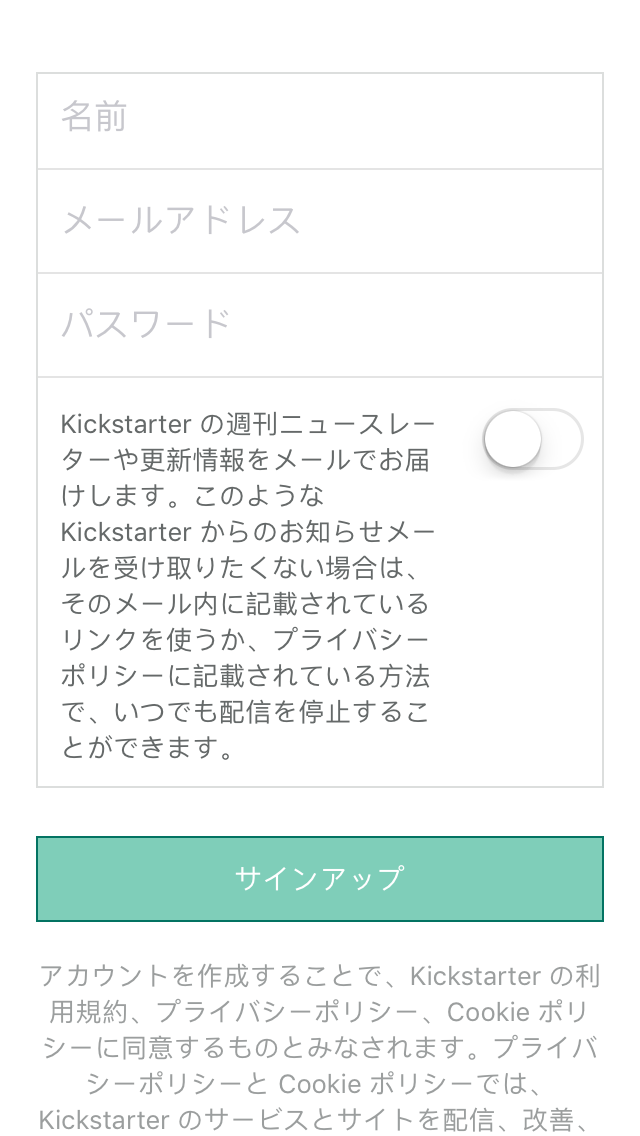 名前
メールアドレス
パスワード
Kickstarter の週刊ニュースレー
ターや更新情報をメールでお届
けします。このような
Kickstarter からのお知らせメー
ルを受け取りたくない場合は、
そのメール内に記載されている
リンクを使うか、プライバシー
ポリシーに記載されている方法
で、いつでも配信を停止するこ
とができます。
サインアップ
アカウントを作成することで、Kickstarter の利
用規約、プライバシーポリシー、Cookie ポリ
シーに同意するものとみなされます。プライバ
シーポリシーと Cookie ポリシーでは、
Kickstarter のサービスとサイトを配信、改善、